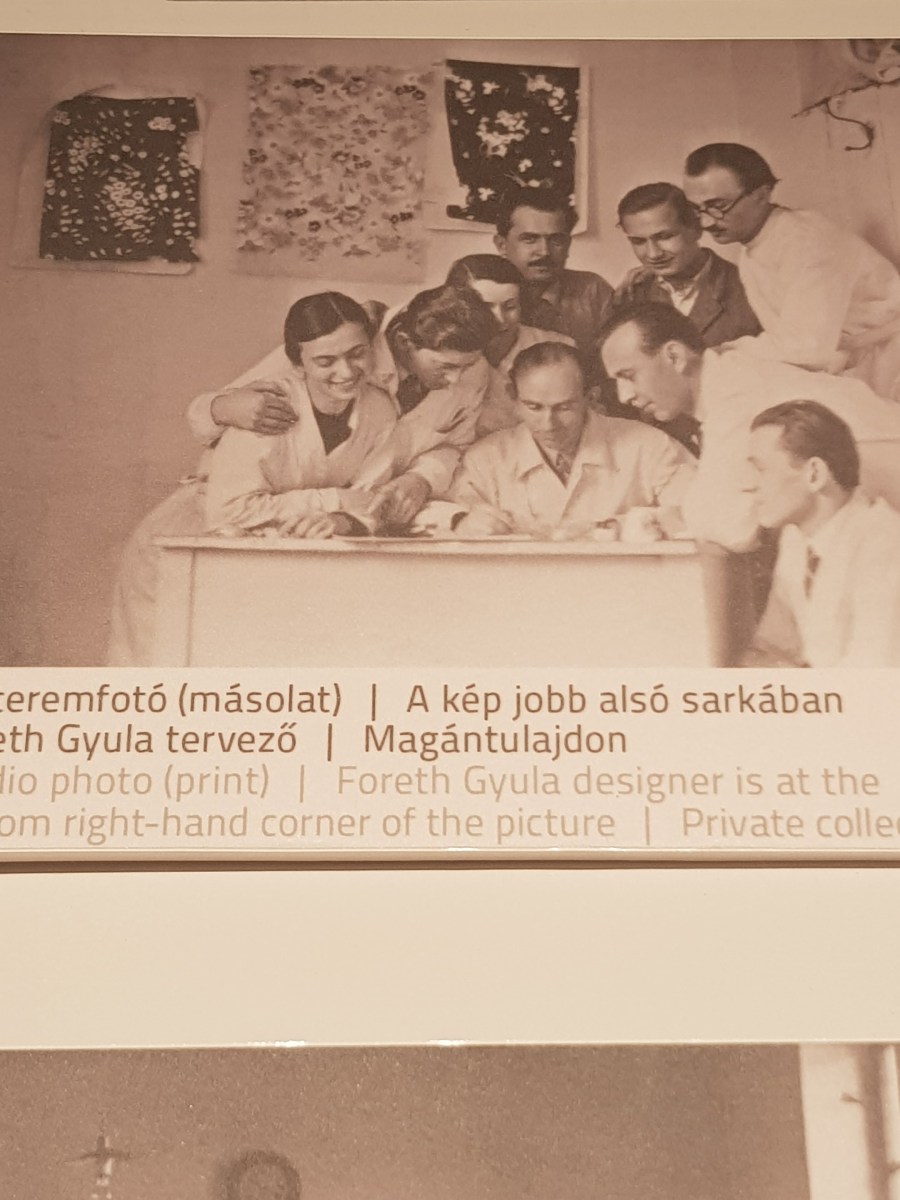 teremfotó (másolat) | A kép jobb alsó sarkában
eth Gyula tervező | Magántulajdon
dio photo (print) | Foreth Gyula designer is at the
om right-hand corner of the picture | Private collec